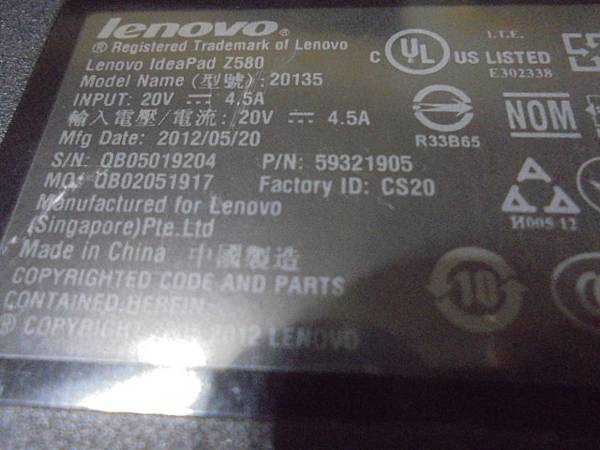 lenovo®
® Registered Trademark of Lenovo
Lenovo IdeaPad Z580
Model Name (型號):20135
INPUT: 20V ⎓ 4.5A
輸入電壓/電流:20V ⎓ 4.5A
Mfg Date: 2012/05/20
S/N: QB05019204 P/N: 59321905
MO: QB02051917 Factory ID: CS20
Manufactured for Lenovo
(Singapore)Pte.Ltd
Made in China 中國製造
COPYRIGHTED CODE AND PARTS
CONTAINED HEREIN
© COPYRIGHT 2012 LENOVO
I.T.E.
C UL US LISTED
E302338
R33B65
NOM
И005 12
10